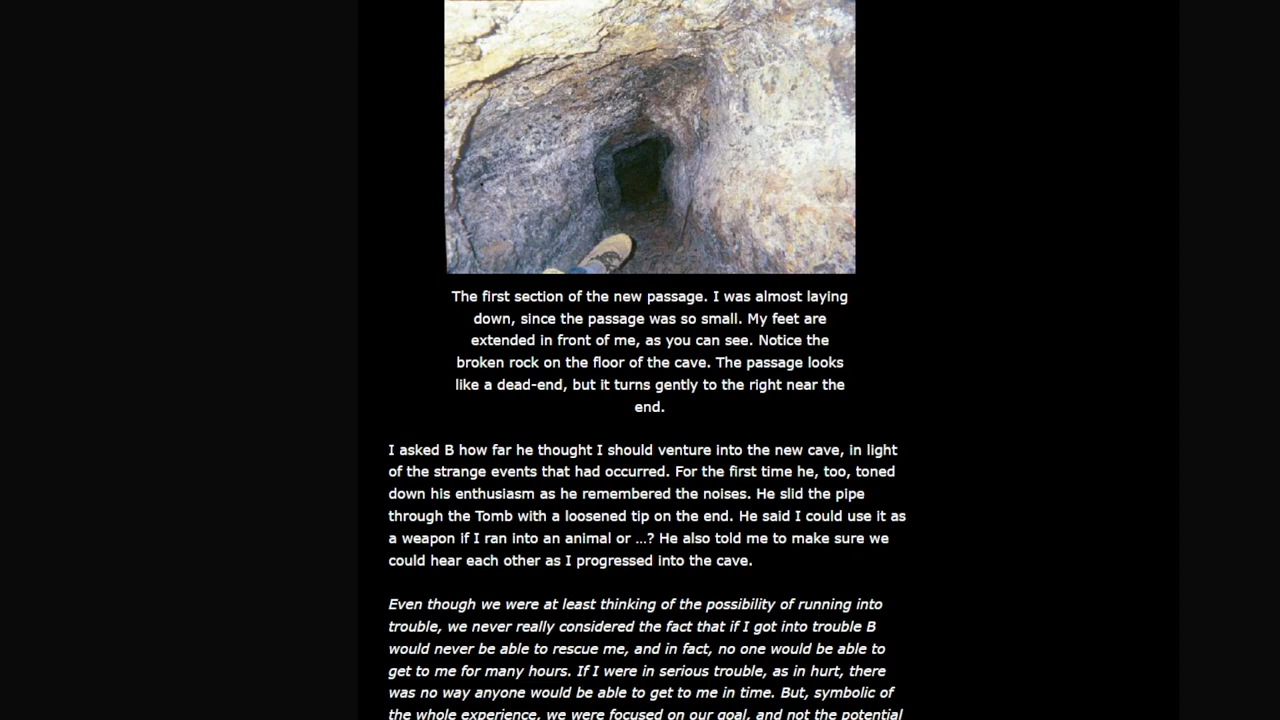 The first section of the new passage. I was almost laying
down, since the passage was so small. My feet are
extended in front of me, as you can see. Notice the
broken rock on the floor of the cave. The passage looks
like a dead-end, but it turns gently to the right near the
end.
I asked B how far he thought I should venture into the new cave, in light
of the strange events that had occurred. For the first time he, too, toned
down his enthusiasm as he remembered the noises. He slid the pipe
through the Tomb with a loosened tip on the end. He said I could use it as
a weapon if I ran into an animal or ...? He also told me to make sure we
could hear each other as I progressed into the cave.
Even though we were at least thinking of the possibility of running into
trouble, we never really considered the fact that if I got into trouble B
would never be able to rescue me, and in fact, no one would be able to
get to me for many hours. If I were in serious trouble, as in hurt, there
was no way anyone would be able to get to me in time. But, symbolic of
the whole experience, we were focused on our goal, and not the potential